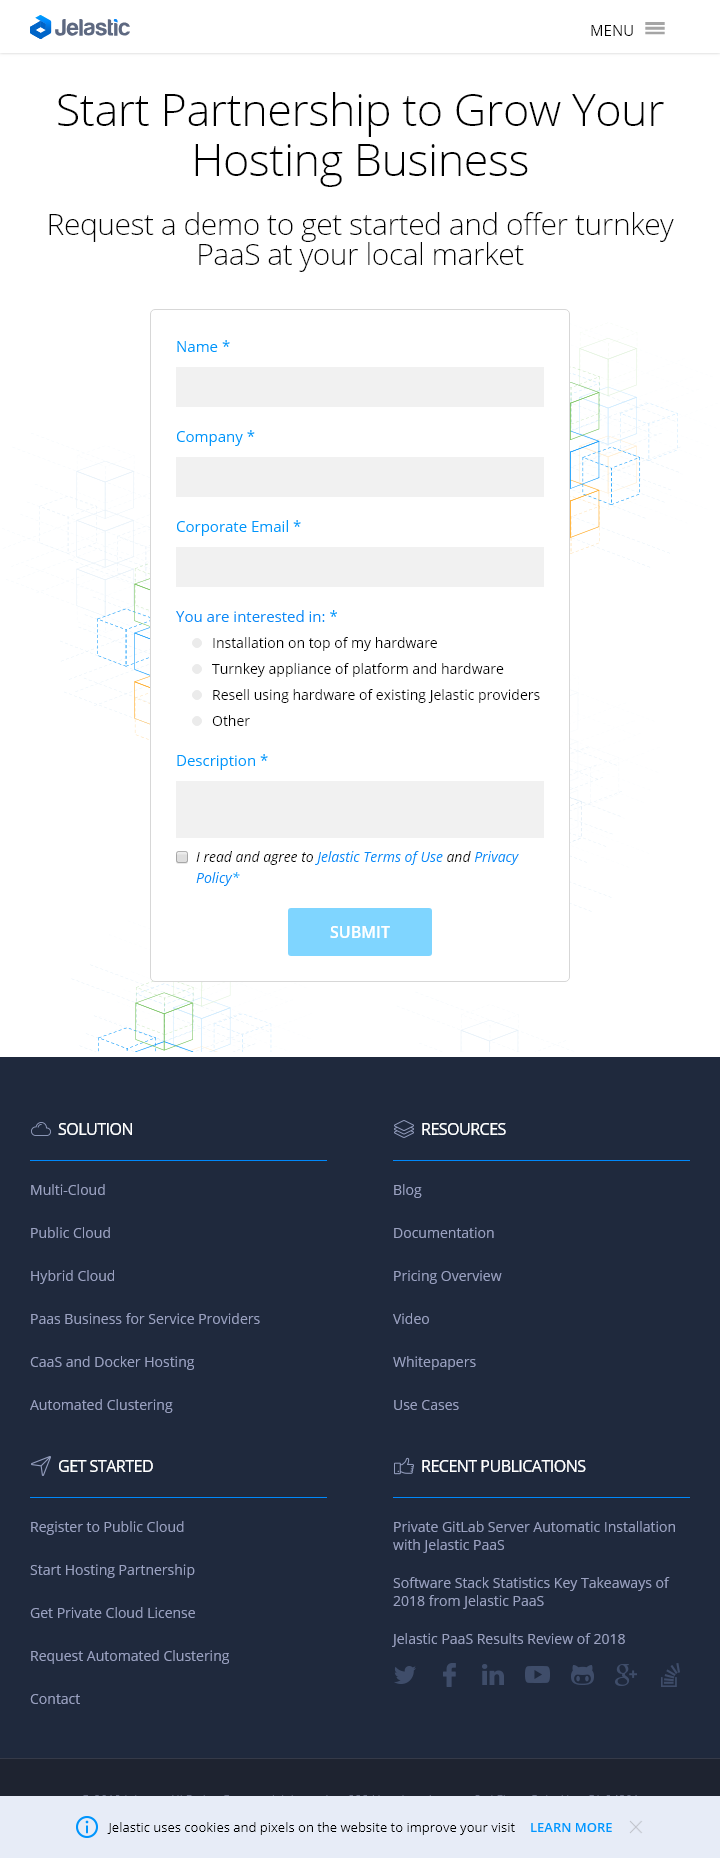 Jelastic
MENU
Start Partnership to Grow Your
Hosting Business
Request a demo to get started and offer turnkey
PaaS at your local market
Name *
Company *
Corporate Email *
You are interested in: *
Installation on top of my hardware
Turnkey appliance of platform and hardware
Resell using hardware of existing Jelastic providers
Other
Description *
I read and agree to Jelastic Terms of Use and Privacy
Policy*
SUBMIT
SOLUTION
Multi-Cloud
Public Cloud
Hybrid Cloud
Paas Business for Service Providers
CaaS and Docker Hosting
Automated Clustering
RESOURCES
Blog
Documentation
Pricing Overview
Video
Whitepapers
Use Cases
GET STARTED
Register to Public Cloud
Start Hosting Partnership
Get Private Cloud License
Request Automated Clustering
Contact
RECENT PUBLICATIONS
Private GitLab Server Automatic Installation
with Jelastic PaaS
Software Stack Statistics Key Takeaways of
2018 from Jelastic PaaS
Jelastic PaaS Results Review of 2018
Jelastic uses cookies and pixels on the website to improve your visit LEARN MORE